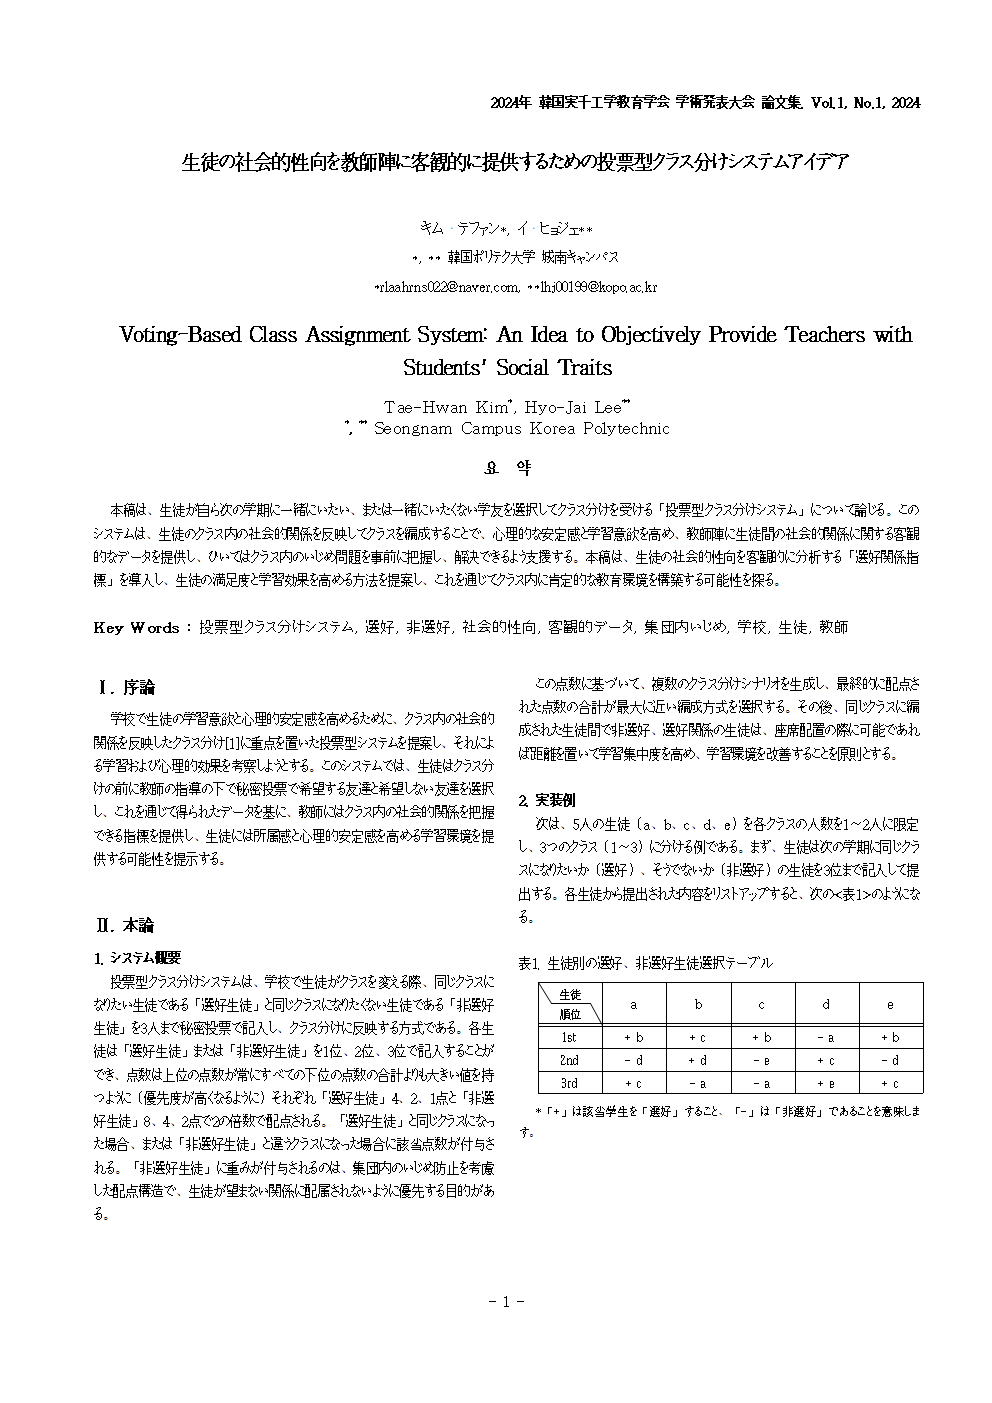 2024年 韓国実千工学教育学会 学術発表大会 論文集. Vol.1, No.1, 2024
生徒の社会的性向を教師陣に客観的に提供するための投票型クラス分けシステムアイデア
キム · テファン*, イ · ヒョジェ**
*, ** 韓国ポリテク大学 城南キャンパス
*rlaahrns022@naver.com, **lhj00199@kopo.ac.kr
Voting-Based Class Assignment System: An Idea to Objectively Provide Teachers with
Students' Social Traits
Tae-Hwan Kim*, Hyo-Jai Lee**
*, ** Seongnam Campus Korea Polytechnic
요 약
本稿は、生徒が自ら次の学期に一緒にいたい、または一緒にいたくない学友を選択してクラス分けを受ける「投票型クラス分けシステム」について論じる。この
システムは、生徒のクラス内の社会的関係を反映してクラスを編成することで、心理的な安定感と学習意欲を高め、教師陣に生徒間の社会的関係に関する客観
的なデータを提供し、ひいてはクラス内のいじめ問題を事前に把握し、解決できるよう支援する。本稿は、生徒の社会的性向を客観的に分析する「選好関係指
標」を導入し、生徒の満足度と学習効果を高める方法を提案し、これを通じてクラス内に肯定的な教育環境を構築する可能性を探る。
Key Words : 投票型クラス分けシステム, 選好, 非選好, 社会的性向, 客観的データ, 集団内いじめ, 学校, 生徒, 教師
Ⅰ. 序論
学校で生徒の学習意欲と心理的安定感を高めるために、クラス内の社会的
関係を反映したクラス分け[1]に重点を置いた投票型システムを提案し、それによ
る学習および心理的効果を考察しようとする。このシステムでは、生徒はクラス分
けの前に教師の指導の下で秘密投票で希望する友達と希望しない友達を選択
し、これを通じて得られたデータを基に、教師にはクラス内の社会的関係を把握
できる指標を提供し、生徒には所属感と心理的安定感を高める学習環境を提
供する可能性を提示する。
Ⅱ. 本論
1. システム概要
投票型クラス分けシステムは、学校で生徒がクラスを変える際、同じクラスに
なりたい生徒である「選好生徒」と同じクラスになりたくない生徒である「非選好
生徒」を3人まで秘密投票で記入し、クラス分けに反映する方式である。各生
徒は「選好生徒」または「非選好生徒」を1位、2位、3位で記入することが
でき、点数は上位の点数が常にすべての下位の点数の合計よりも大きい値を持
つように（優先度が高くなるように）それぞれ「選好生徒」4、2、1点と「非選
好生徒」8、4、2点で2の倍数で配点される。「選好生徒」と同じクラスになっ
た場合、または「非選好生徒」と違うクラスになった場合に該当点数が付与さ
れる。「非選好生徒」に重みが付与されるのは、集団内のいじめ防止を考慮
した配点構造で、生徒が望まない関係に配属されないように優先する目的があ
る。
この点数に基づいて、複数のクラス分けシナリオを生成し、最終的に配点さ
れた点数の合計が最大に近い編成方式を選択する。その後、同じクラスに編
成された生徒間で非選好、選好関係の生徒は、座席配置の際に可能であれ
ば距離を置いて学習集中度を高め、学習環境を改善することを原則とする。
2. 実装例
次は、5人の生徒（a、b、c、d、e）を各クラスの人数を1～2人に限定
し、3つのクラス（1～3）に分ける例である。まず、生徒は次の学期に同じクラ
スになりたいか（選好）、そうでないか（非選好）の生徒を3位まで記入して提
出する。各生徒から提出された内容をリストアップすると、次の<表1>のようにな
る。
表1. 生徒別の選好、非選好生徒選択テーブル
生徒
順位 a b c d e
1st + b + c + b - a + b
2nd - d + d - e + c - d
3rd + c - a - a + e + c
*「+」は該当学生を「選好」すること、「-」は「非選好」であることを意味しま
す。
- 1 -